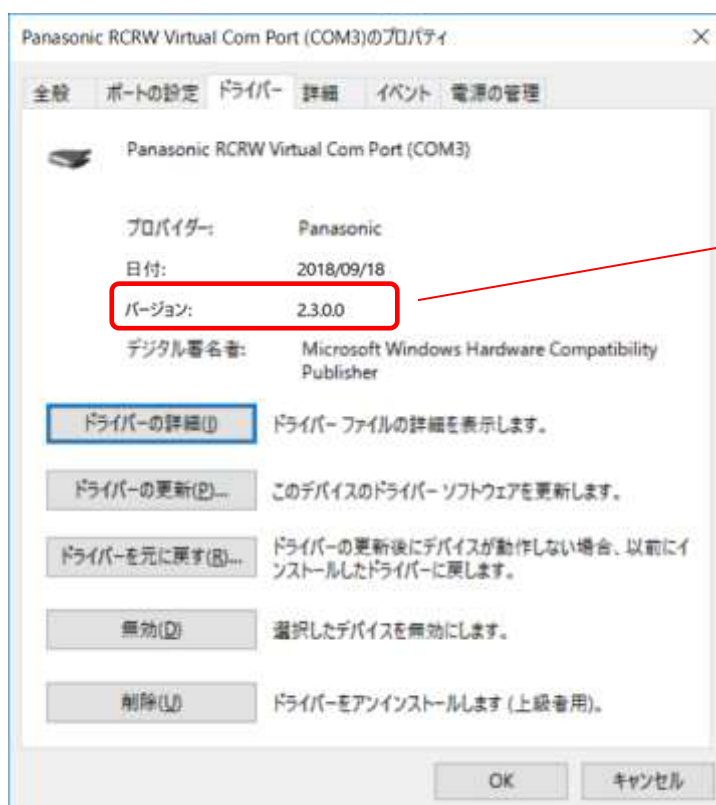 Panasonic RCRW Virtual Com Port (COM3)のプロパティ
全般 ポートの設定 ドライバー 詳細 イベント 電源の管理
Panasonic RCRW Virtual Com Port (COM3)
プロバイダー: Panasonic
日付: 2018/09/18
バージョン: 2.3.0.0
デジタル署名者: Microsoft Windows Hardware Compatibility
Publisher
ドライバーの詳細(I) ドライバー ファイルの詳細を表示します。
ドライバーの更新(P)... このデバイスのドライバー ソフトウェアを更新します。
ドライバーを元に戻す(R)... ドライバーの更新後にデバイスが動作しない場合、以前にイ
ンストールしたドライバーに戻します。
無効(D) 選択したデバイスを無効にします。
削除(U) ドライバーをアンインストールします (上級者用)。
OK キャンセル